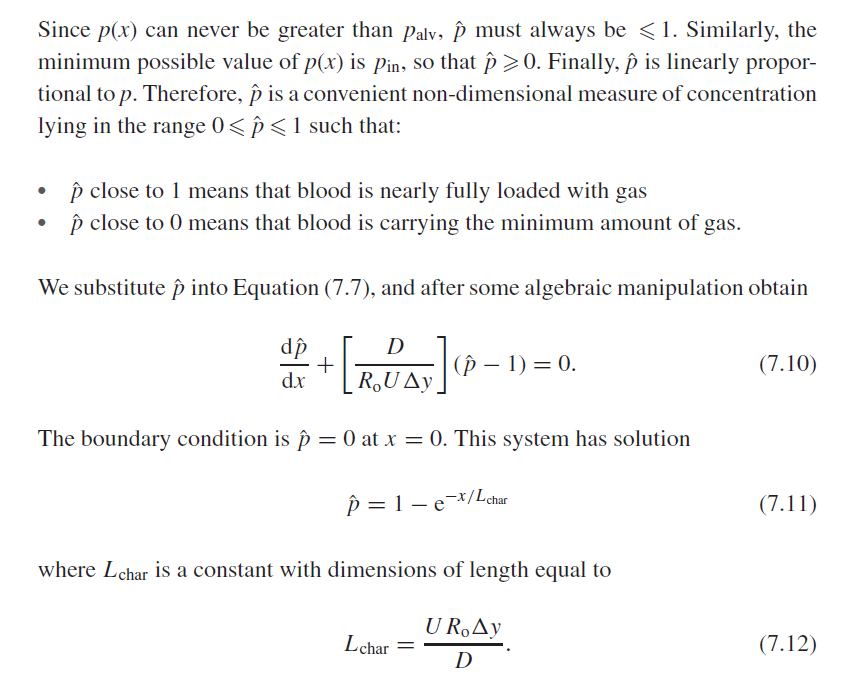 Since p(x) can never be greater than p_alv, p̂ must always be ⩽ 1. Similarly, the
minimum possible value of p(x) is p_in, so that p̂ ⩾ 0. Finally, p̂ is linearly propor-
tional to p. Therefore, p̂ is a convenient non-dimensional measure of concentration
lying in the range 0 ⩽ p̂ ⩽ 1 such that:
• p̂ close to 1 means that blood is nearly fully loaded with gas
• p̂ close to 0 means that blood is carrying the minimum amount of gas.
We substitute p̂ into Equation (7.7), and after some algebraic manipulation obtain
dp̂/dx + [D/(R_o U Δy)] (p̂ − 1) = 0. (7.10)
The boundary condition is p̂ = 0 at x = 0. This system has solution
p̂ = 1 − e^{−x/L_char} (7.11)
where L_char is a constant with dimensions of length equal to
L_char = U R_o Δy / D. (7.12)